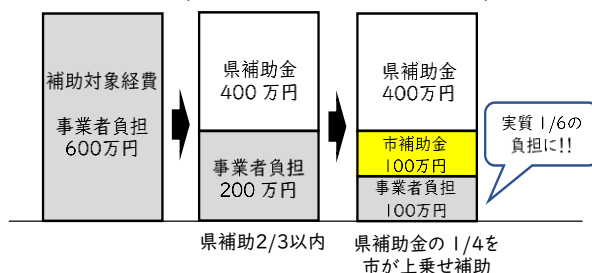 補助対象経費
事業者負担
600万円
県補助金
400万円
事業者負担
200万円
県補助2/3以内
県補助金
400万円
市補助金
100万円
事業者負担
100万円
県補助金の1/4を
市が上乗せ補助
実質1/6の
負担に!!